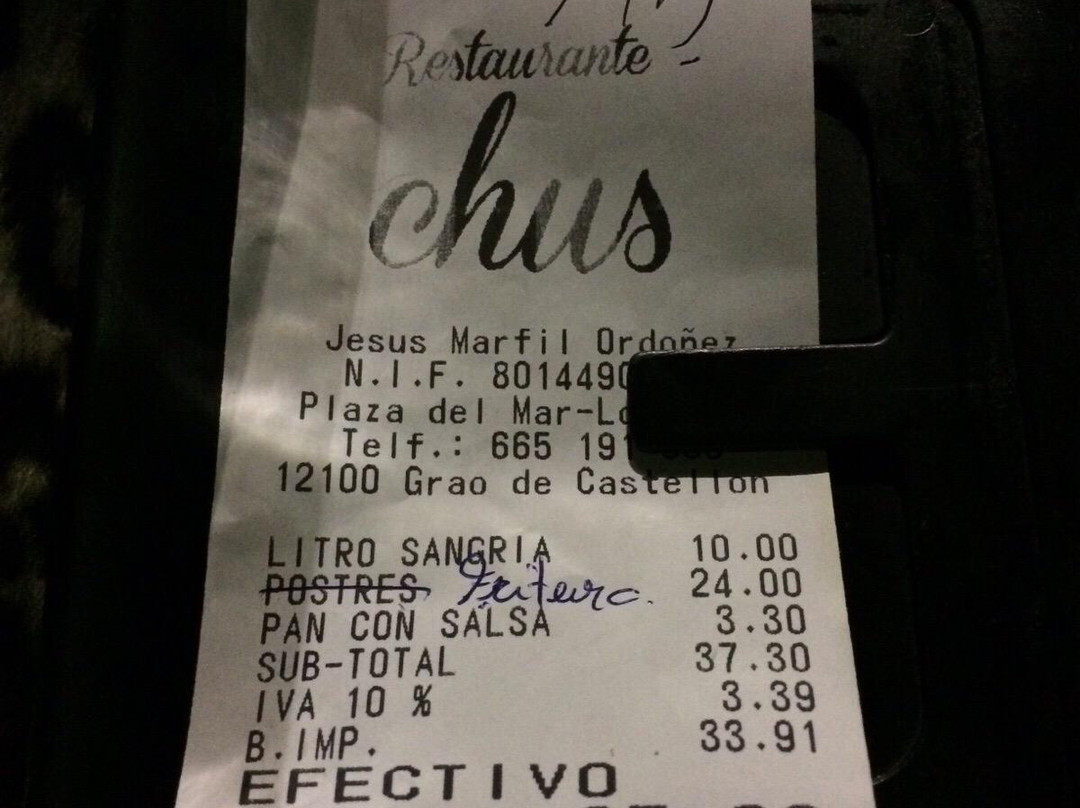 Restaurante
chus
Jesus Marfil Ordoñez
N.I.F. 8014490
Plaza del Mar-Lo
Telf.: 665 191
12100 Grao de Castellon
LITRO SANGRIA 10.00
POSTRES 24.00
PAN CON SALSA 3.30
SUB-TOTAL 37.30
IVA 10 % 3.39
B.IMP. 33.91
EFECTIVO